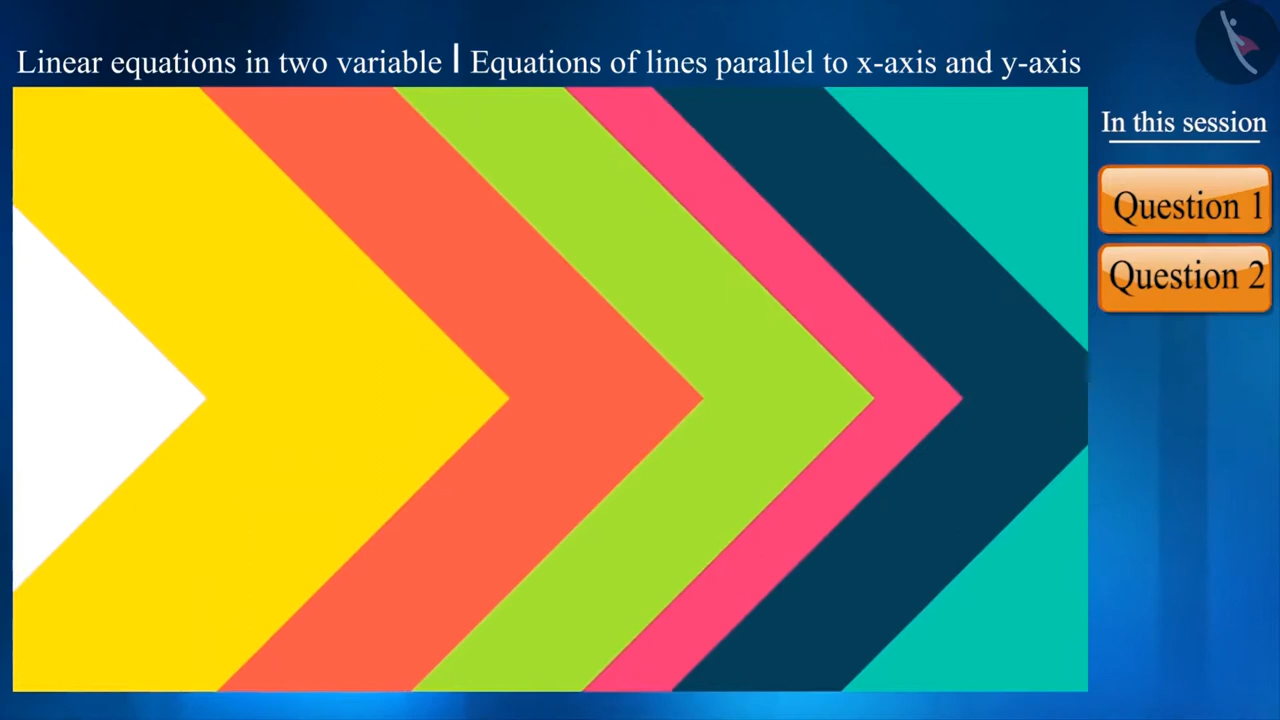 Linear equations in two variable | Equations of lines parallel to x-axis and y-axis
In this session
Question 1
Question 2